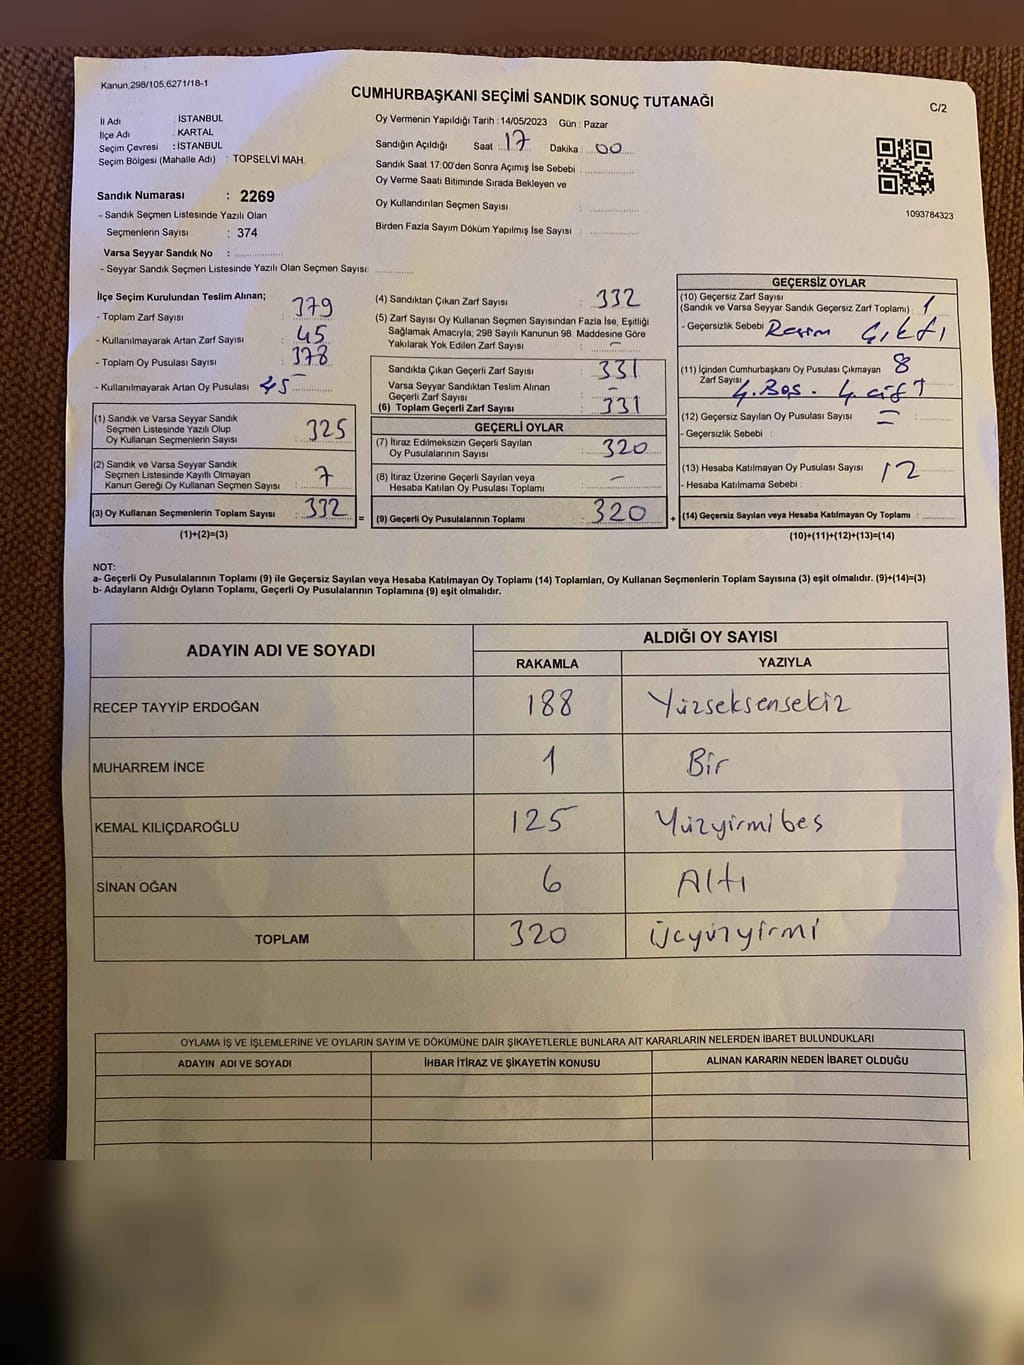 Kanun,298/105,6271/18-1
CUMHURBAŞKANI SEÇİMİ SANDIK SONUÇ TUTANAĞI
C/2
İl Adı : İSTANBUL
İlçe Adı : KARTAL
Seçim Çevresi : İSTANBUL
Seçim Bölgesi (Mahalle Adı) : TOPSELVİ MAH.
Oy Vermenin Yapıldığı Tarih : 14/05/2023 Gün : Pazar
Sandığın Açıldığı Saat : 17 Dakika : 00
Sandık Saat 17:00'den Sonra Açımış İse Sebebi :
Oy Verme Saati Bitiminde Sırada Bekleyen ve
Oy Kullandırılan Seçmen Sayısı :
Birden Fazla Sayım Döküm Yapılmış İse Sayısı :
1093784323
Sandık Numarası : 2269
- Sandık Seçmen Listesinde Yazılı Olan
Seçmenlerin Sayısı : 374
Varsa Seyyar Sandık No :
- Seyyar Sandık Seçmen Listesinde Yazılı Olan Seçmen Sayısı:
İlçe Seçim Kurulundan Teslim Alınan;
- Toplam Zarf Sayısı : 379
- Kullanılmayarak Artan Zarf Sayısı : 45
- Toplam Oy Pusulası Sayısı : 378
- Kullanılmayarak Artan Oy Pusulası : 45
(1) Sandık ve Varsa Seyyar Sandık
Seçmen Listesinde Yazılı Olup
Oy Kullanan Seçmenlerin Sayısı : 325
(2) Sandık ve Varsa Seyyar Sandık
Seçmen Listesinde Kayıtlı Olmayan
Kanun Gereği Oy Kullanan Seçmen Sayısı : 7
(3) Oy Kullanan Seçmenlerin Toplam Sayısı : 332 =
(1)+(2)=(3)
(4) Sandıktan Çıkan Zarf Sayısı : 332
(5) Zarf Sayısı Oy Kullanan Seçmen Sayısından Fazla İse, Eşitliği
Sağlamak Amacıyla; 298 Sayılı Kanunun 98. Maddesine Göre
Yakılarak Yok Edilen Zarf Sayısı : -
Sandıkta Çıkan Geçerli Zarf Sayısı : 331
Varsa Seyyar Sandıktan Teslim Alınan
Geçerli Zarf Sayısı : -
(6) Toplam Geçerli Zarf Sayısı : 331
GEÇERLİ OYLAR
(7) İtiraz Edilmeksizin Geçerli Sayılan
Oy Pusulalarının Sayısı : 320
(8) İtiraz Üzerine Geçerli Sayılan veya
Hesaba Katılan Oy Pusulası Toplamı : -
(9) Geçerli Oy Pusulalarının Toplamı : 320 +
GEÇERSİZ OYLAR
(10) Geçersiz Zarf Sayısı
(Sandık ve Varsa Seyyar Sandık Geçersiz Zarf Toplamı) : 1
- Geçersizlik Sebebi : Resim Çıktı
(11) İçinden Cumhurbaşkanı Oy Pusulası Çıkmayan
Zarf Sayısı : 8
4. Boş. 4 çift
(12) Geçersiz Sayılan Oy Pusulası Sayısı : =
- Geçersizlik Sebebi :
(13) Hesaba Katılmayan Oy Pusulası Sayısı : 12
- Hesaba Katılmama Sebebi :
(14) Geçersiz Sayılan veya Hesaba Katılmayan Oy Toplamı :
(10)+(11)+(12)+(13)=(14)
NOT:
a- Geçerli Oy Pusulalarının Toplamı (9) ile Geçersiz Sayılan veya Hesaba Katılmayan Oy Toplamı (14) Toplamları, Oy Kullanan Seçmenlerin Toplam Sayısına (3) eşit olmalıdır. (9)+(14)=(3)
b- Adayların Aldığı Oyların Toplamı, Geçerli Oy Pusulalarının Toplamına (9) eşit olmalıdır.
ADAYIN ADI VE SOYADI
ALDIĞI OY SAYISI
RAKAMLA YAZIYLA
RECEP TAYYİP ERDOĞAN 188 Yüzseksensekiz
MUHARREM İNCE 1 Bir
KEMAL KILIÇDAROĞLU 125 Yüzyirmibeş
SİNAN OĞAN 6 Altı
TOPLAM 320 Üçyüzyirmi
OYLAMA İŞ VE İŞLEMLERİNE VE OYLARIN SAYIM VE DÖKÜMÜNE DAİR ŞİKAYETLERLE BUNLARA AİT KARARLARIN NELERDEN İBARET BULUNDUKLARI
ADAYIN ADI VE SOYADI İHBAR İTİRAZ VE ŞİKAYETİN KONUSU ALINAN KARARIN NEDEN İBARET OLDUĞU